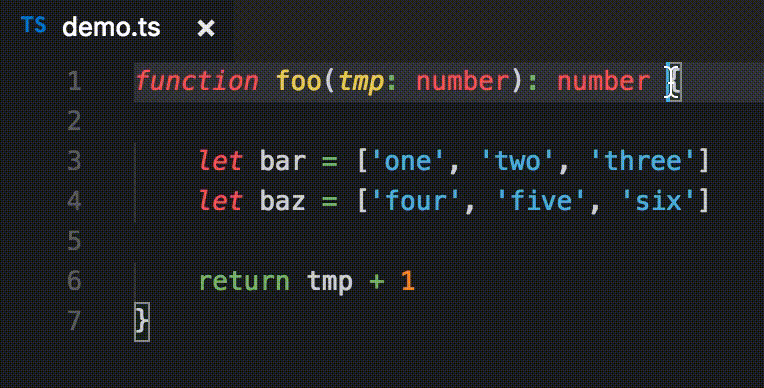 TS demo.ts ×
1 function foo(tmp: number): number {
2
3 let bar = ['one', 'two', 'three']
4 let baz = ['four', 'five', 'six']
5
6 return tmp + 1
7 }